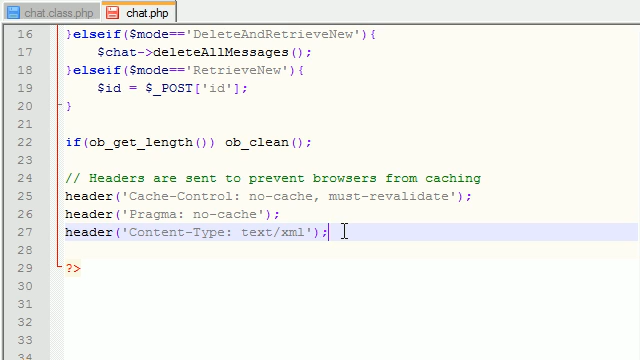 chat.class.php chat.php
16 }elseif($mode=='DeleteAndRetrieveNew'){
17 $chat->deleteAllMessages();
18 }elseif($mode=='RetrieveNew'){
19 $id = $_POST['id'];
20 }
21
22 if(ob_get_length()) ob_clean();
23
24 // Headers are sent to prevent browsers from caching
25 header('Cache-Control: no-cache, must-revalidate');
26 header('Pragma: no-cache');
27 header('Content-Type: text/xml');
28
29 ?>
30
31
32
33
34